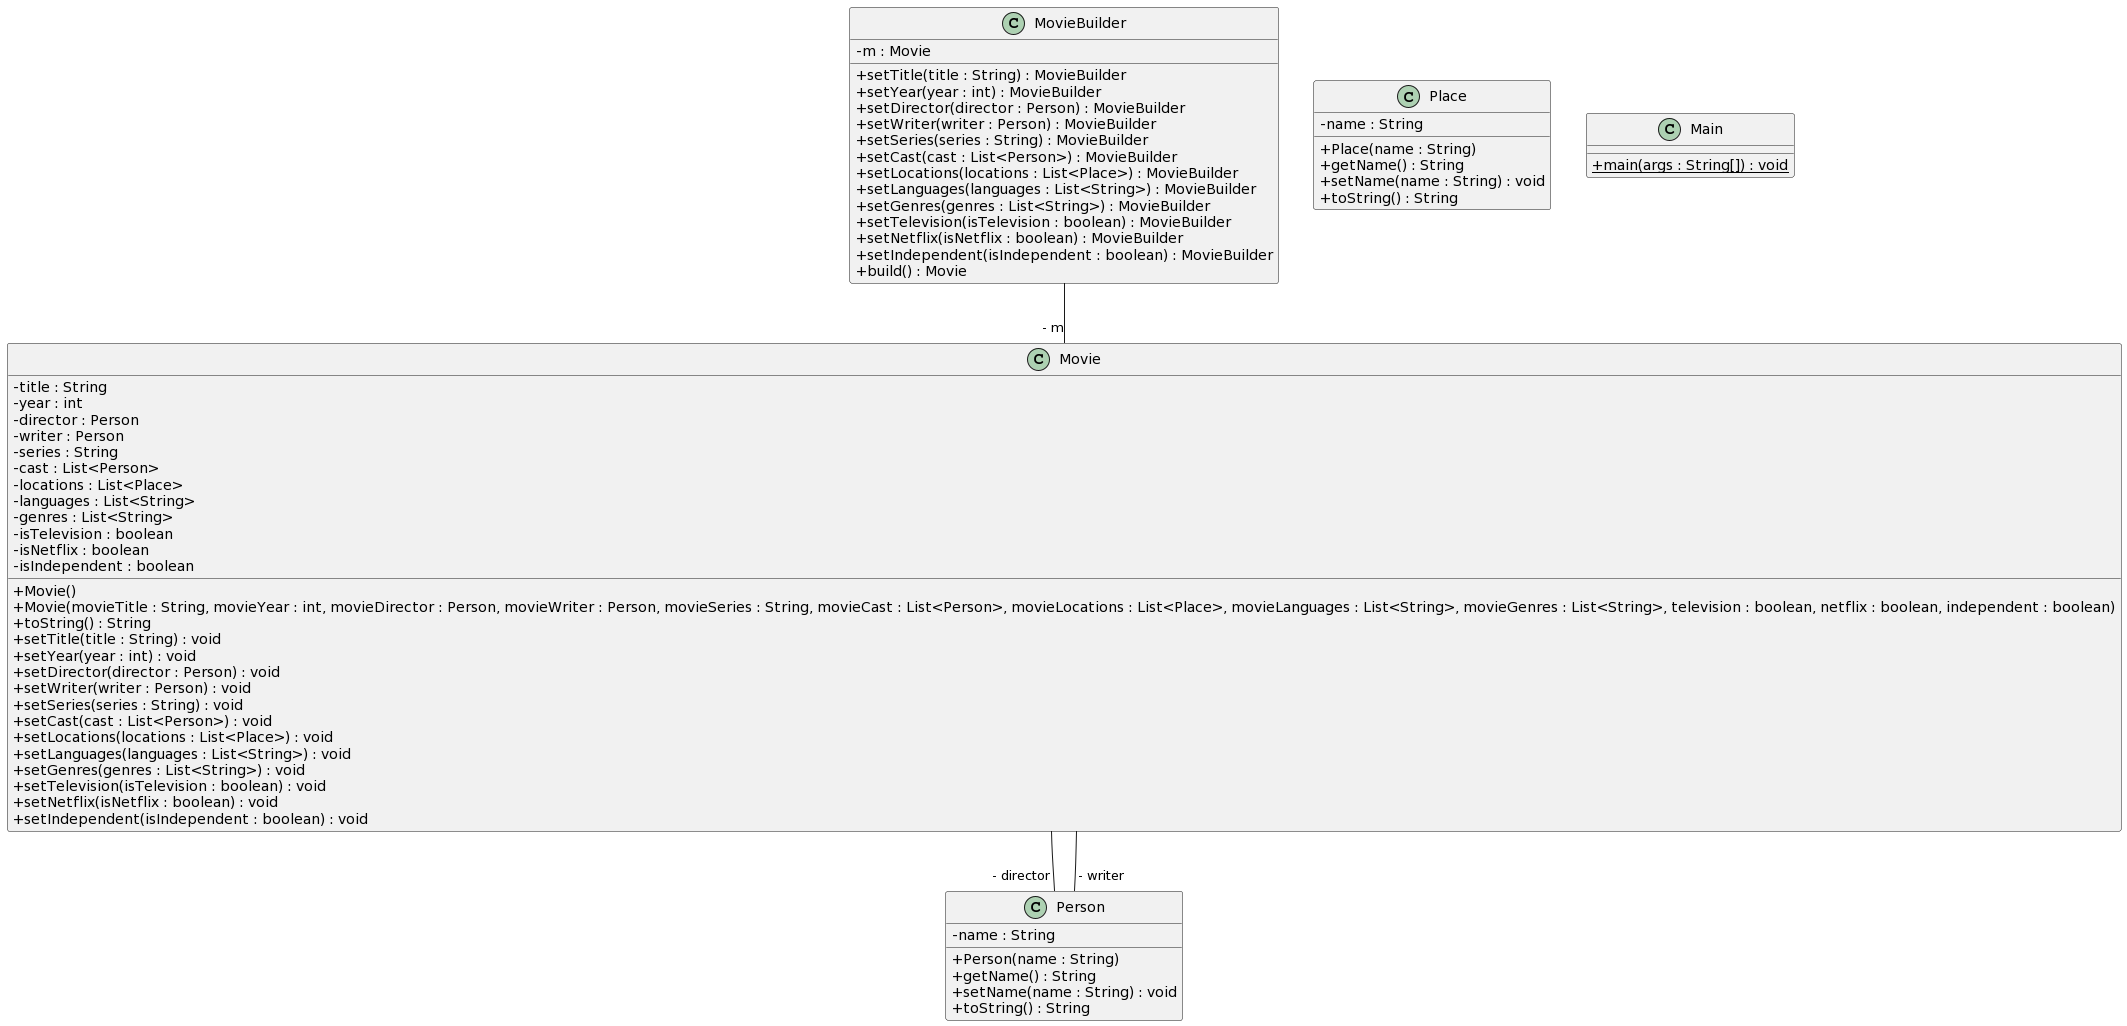 C MovieBuilder
-m : Movie
+setTitle(title : String) : MovieBuilder
+setYear(year : int) : MovieBuilder
+setDirector(director : Person) : MovieBuilder
+setWriter(writer : Person) : MovieBuilder
+setSeries(series : String) : MovieBuilder
+setCast(cast : List<Person>) : MovieBuilder
+setLocations(locations : List<Place>) : MovieBuilder
+setLanguages(languages : List<String>) : MovieBuilder
+setGenres(genres : List<String>) : MovieBuilder
+setTelevision(isTelevision : boolean) : MovieBuilder
+setNetflix(isNetflix : boolean) : MovieBuilder
+setIndependent(isIndependent : boolean) : MovieBuilder
+build() : Movie
C Place
-name : String
+Place(name : String)
+getName() : String
+setName(name : String) : void
+toString() : String
C Main
+main(args : String[]) : void
- m
C Movie
-title : String
-year : int
-director : Person
-writer : Person
-series : String
-cast : List<Person>
-locations : List<Place>
-languages : List<String>
-genres : List<String>
-isTelevision : boolean
-isNetflix : boolean
-isIndependent : boolean
+Movie()
+Movie(movieTitle : String, movieYear : int, movieDirector : Person, movieWriter : Person, movieSeries : String, movieCast : List<Person>, movieLocations : List<Place>, movieLanguages : List<String>, movieGenres : List<String>, television : boolean, netflix : boolean, independent : boolean)
+toString() : String
+setTitle(title : String) : void
+setYear(year : int) : void
+setDirector(director : Person) : void
+setWriter(writer : Person) : void
+setSeries(series : String) : void
+setCast(cast : List<Person>) : void
+setLocations(locations : List<Place>) : void
+setLanguages(languages : List<String>) : void
+setGenres(genres : List<String>) : void
+setTelevision(isTelevision : boolean) : void
+setNetflix(isNetflix : boolean) : void
+setIndependent(isIndependent : boolean) : void
- director
- writer
C Person
-name : String
+Person(name : String)
+getName() : String
+setName(name : String) : void
+toString() : String